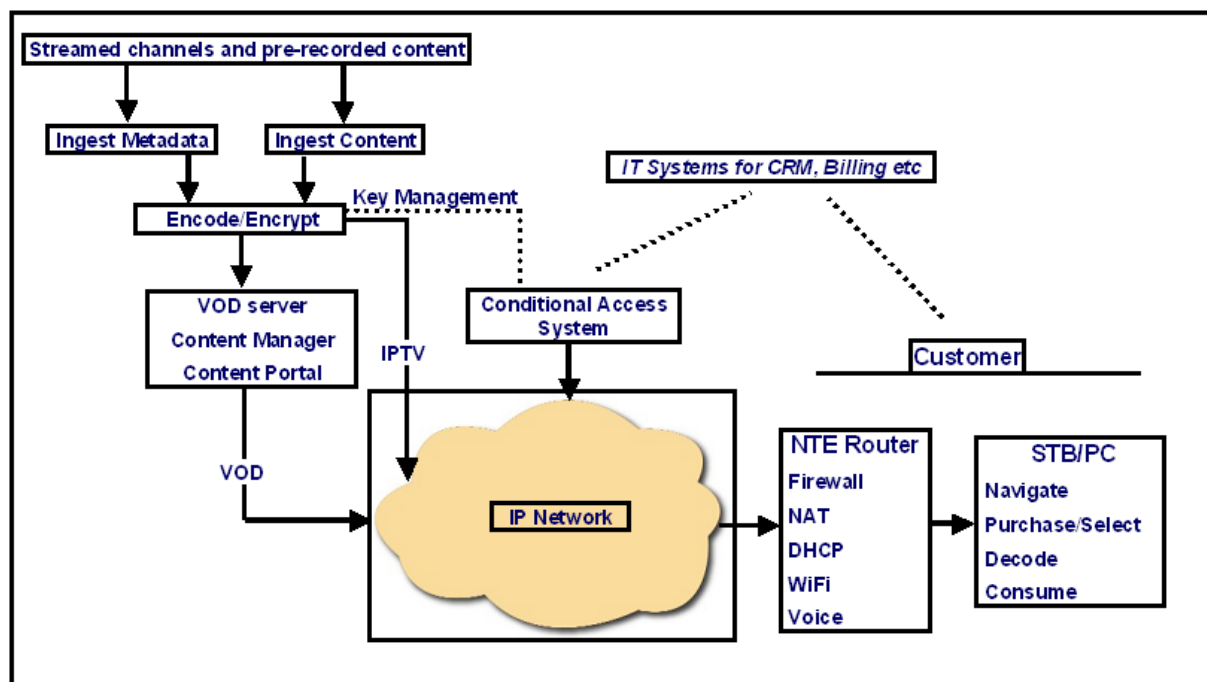 Streamed channels and pre-recorded content
Ingest Metadata
Ingest Content
IT Systems for CRM, Billing etc
Key Management
Encode/Encrypt
VOD server
Content Manager
Content Portal
Conditional Access
System
IPTV
Customer
VOD
IP Network
NTE Router
Firewall
NAT
DHCP
WiFi
Voice
STB/PC
Navigate
Purchase/Select
Decode
Consume